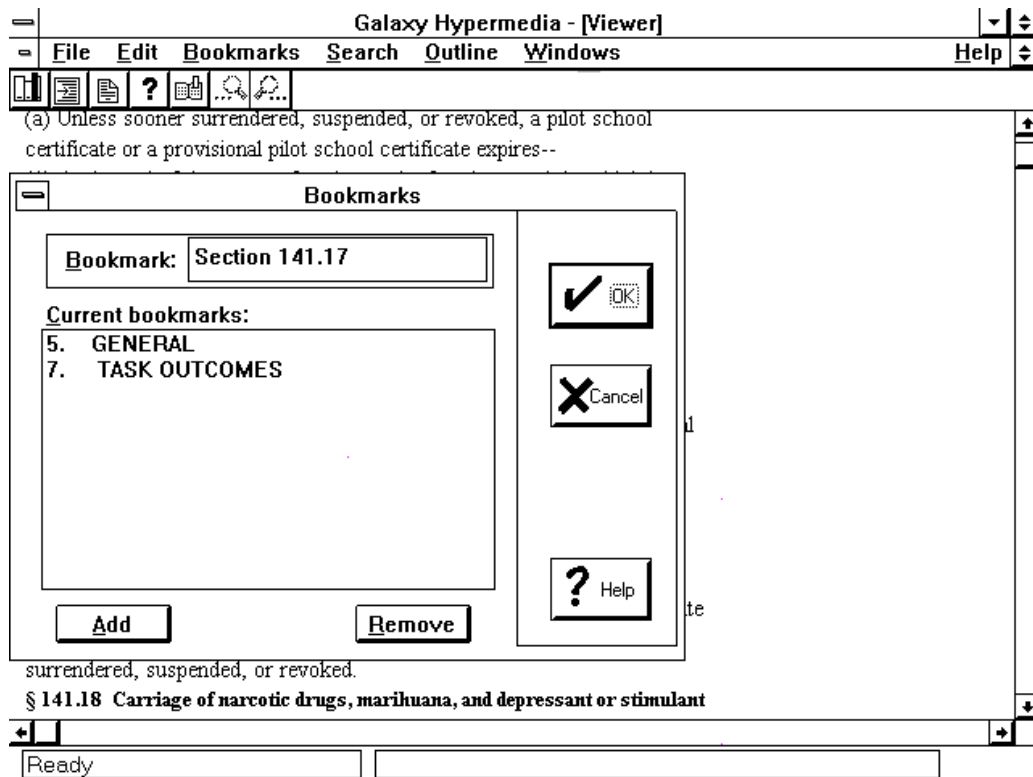 Galaxy Hypermedia - [Viewer]
File Edit Bookmarks Search Outline Windows Help
?
(a) Unless sooner surrendered, suspended, or revoked, a pilot school
certificate or a provisional pilot school certificate expires--
Bookmarks
Bookmark: Section 141.17
OK
Current bookmarks:
5. GENERAL
7. TASK OUTCOMES
Cancel
al
? Help
te
Add Remove
surrendered, suspended, or revoked.
§ 141.18 Carriage of narcotic drugs, marihuana, and depressant or stimulant
Ready